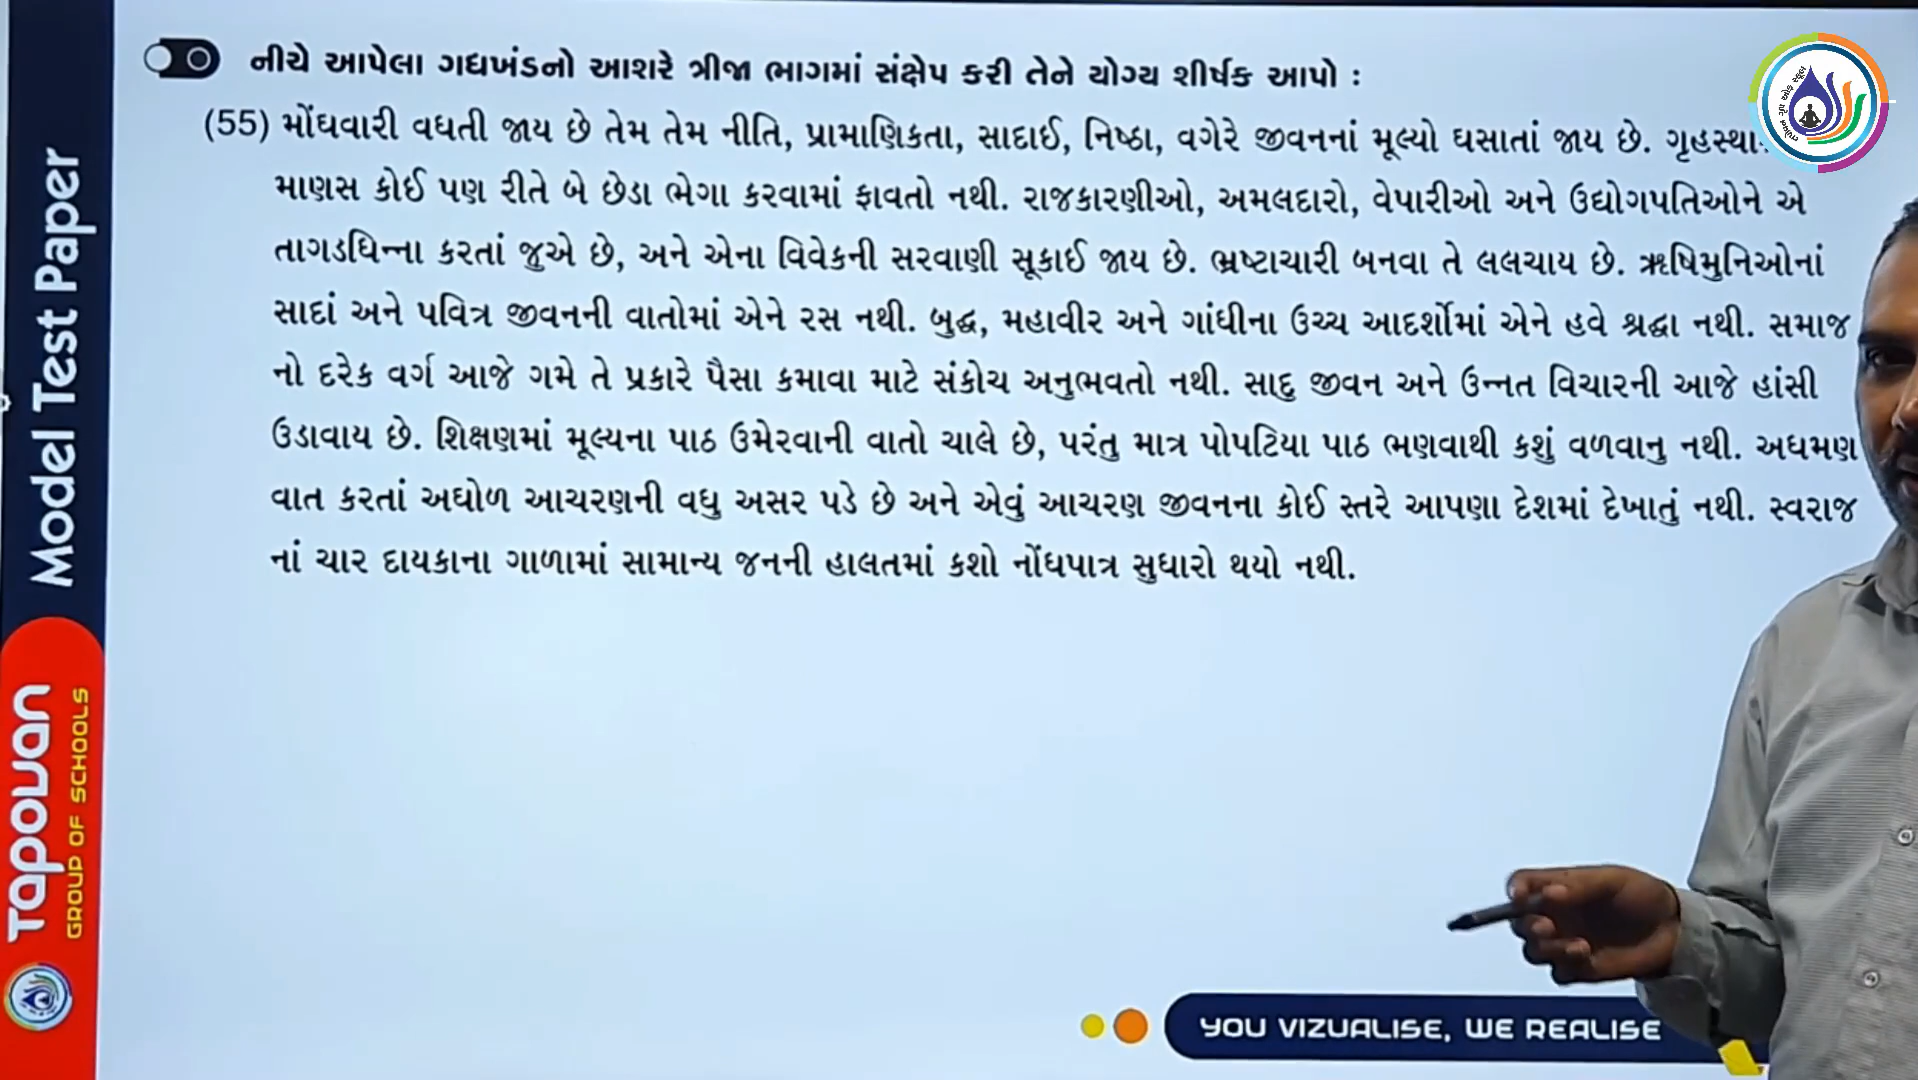 નીચે આપેલા ગદ્યખંડનો આશરે ત્રીજા ભાગમાં સંક્ષેપ કરી તેને યોગ્ય શીર્ષક આપો :
(55) મોંઘવારી વધતી જાય છે તેમ તેમ નીતિ, પ્રામાણિકતા, સાદાઈ, નિષ્ઠા, વગેરે જીવનનાં મૂલ્યો ઘસાતાં જાય છે.
માણસ કોઈ પણ રીતે બે છેડા ભેગા કરવામાં ફાવતો નથી. રાજકારણીઓ, અમલદારો, વેપારીઓ અને ઉદ્યોગપતિઓને એ
તાગડધિન્ના કરતાં જુએ છે, અને એના વિવેકની સરવાણી સૂકાઈ જાય છે. ભ્રષ્ટાચારી બનવા તે લલચાય છે. ઋષિમુનિઓનાં
સાદાં અને પવિત્ર જીવનની વાતોમાં એને રસ નથી. બુદ્ધ, મહાવીર અને ગાંધીના ઉચ્ચ આદર્શોમાં એને હવે શ્રદ્ધા નથી. સમાજ
નો દરેક વર્ગ આજે ગમે તે પ્રકારે પૈસા કમાવા માટે સંકોચ અનુભવતો નથી. સાદુ જીવન અને ઉન્નત વિચારની આજે હાંસી
ઉડાવાય છે. શિક્ષણમાં મૂલ્યના પાઠ ઉમેરવાની વાતો ચાલે છે, પરંતુ માત્ર પોપટિયા પાઠ ભણવાથી કશું વળવાનુ નથી. અધમણ
વાત કરતાં અધોળ આચરણની વધુ અસર પડે છે અને એવું આચરણ જીવનના કોઈ સ્તરે આપણા દેશમાં દેખાતું નથી. સ્વરાજ
નાં ચાર દાયકાના ગાળામાં સામાન્ય જનની હાલતમાં કશો નોંધપાત્ર સુધારો થયો નથી.
Model Test Paper
Tapovan
GROUP OF SCHOOLS
YOU VIZUALISE, WE REALISE